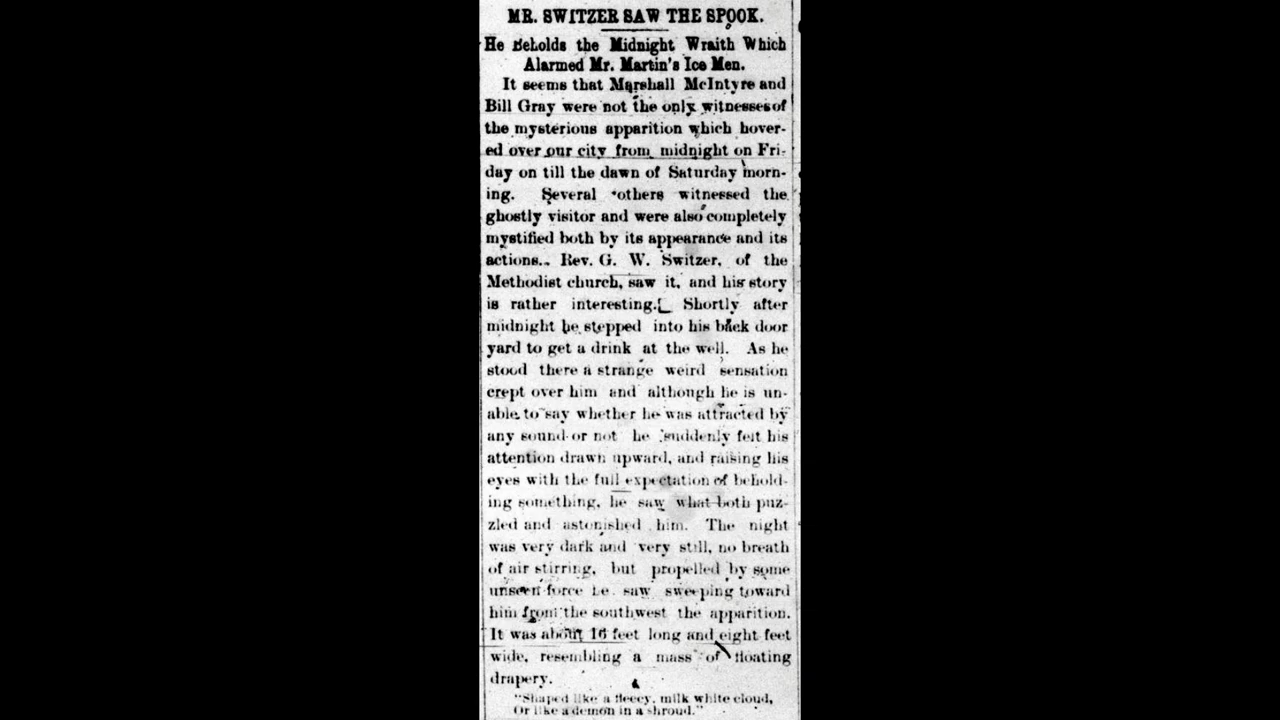 MR. SWITZER SAW THE SPOOK.
He Beholds the Midnight Wraith Which
Alarmed Mr. Martin's Ice Men.
It seems that Marshall McIntyre and
Bill Gray were not the only witnesses of
the mysterious apparition which hover-
ed over our city from midnight on Fri-
day on till the dawn of Saturday morn-
ing. Several others witnessed the
ghostly visitor and were also completely
mystified both by its appearance and its
actions. Rev. G. W. Switzer, of the
Methodist church, saw it, and his story
is rather interesting. Shortly after
midnight he stepped into his back door
yard to get a drink at the well. As he
stood there a strange weird sensation
crept over him and although he is un-
able to say whether he was attracted by
any sound or not he suddenly felt his
attention drawn upward, and raising his
eyes with the full expectation of behold-
ing something, he saw what both puz-
zled and astonished him. The night
was very dark and very still, no breath
of air stirring, but propelled by some
unseen force he saw sweeping toward
him from the southwest the apparition.
It was about 16 feet long and eight feet
wide, resembling a mass of floating
drapery.
"Shaped like a fleecy, milk white cloud,
Or like a demon in a shroud."